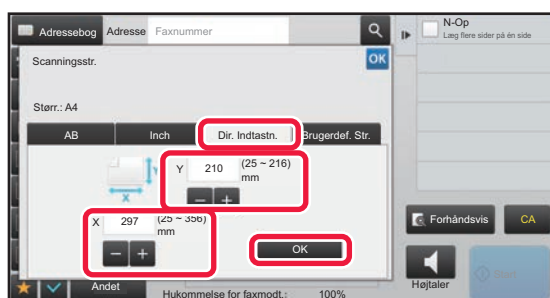 Adressebog
Adresse
Faxnummer
N-Op
Læg flere sider på én side
Scanningsstr.
OK
Størr.: A4
AB
Inch
Dir. Indtastn.
Brugerdef. Str.
Y
Y 210 (25 ~ 216)
mm
X
X 297 (25 ~ 356)
mm
OK
Forhåndsvis
CA
Start
Andet
Hukommelse for faxmodt.: 100%
Højtaler